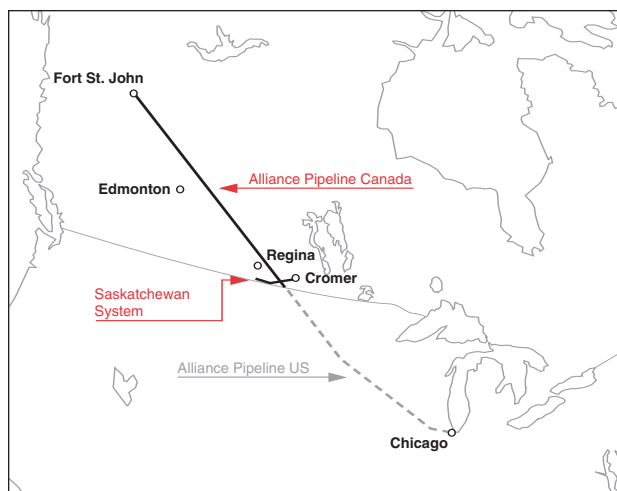 Fort St. John
Alliance Pipeline Canada
Edmonton
Regina
Cromer
Saskatchewan
System
Alliance Pipeline US
Chicago